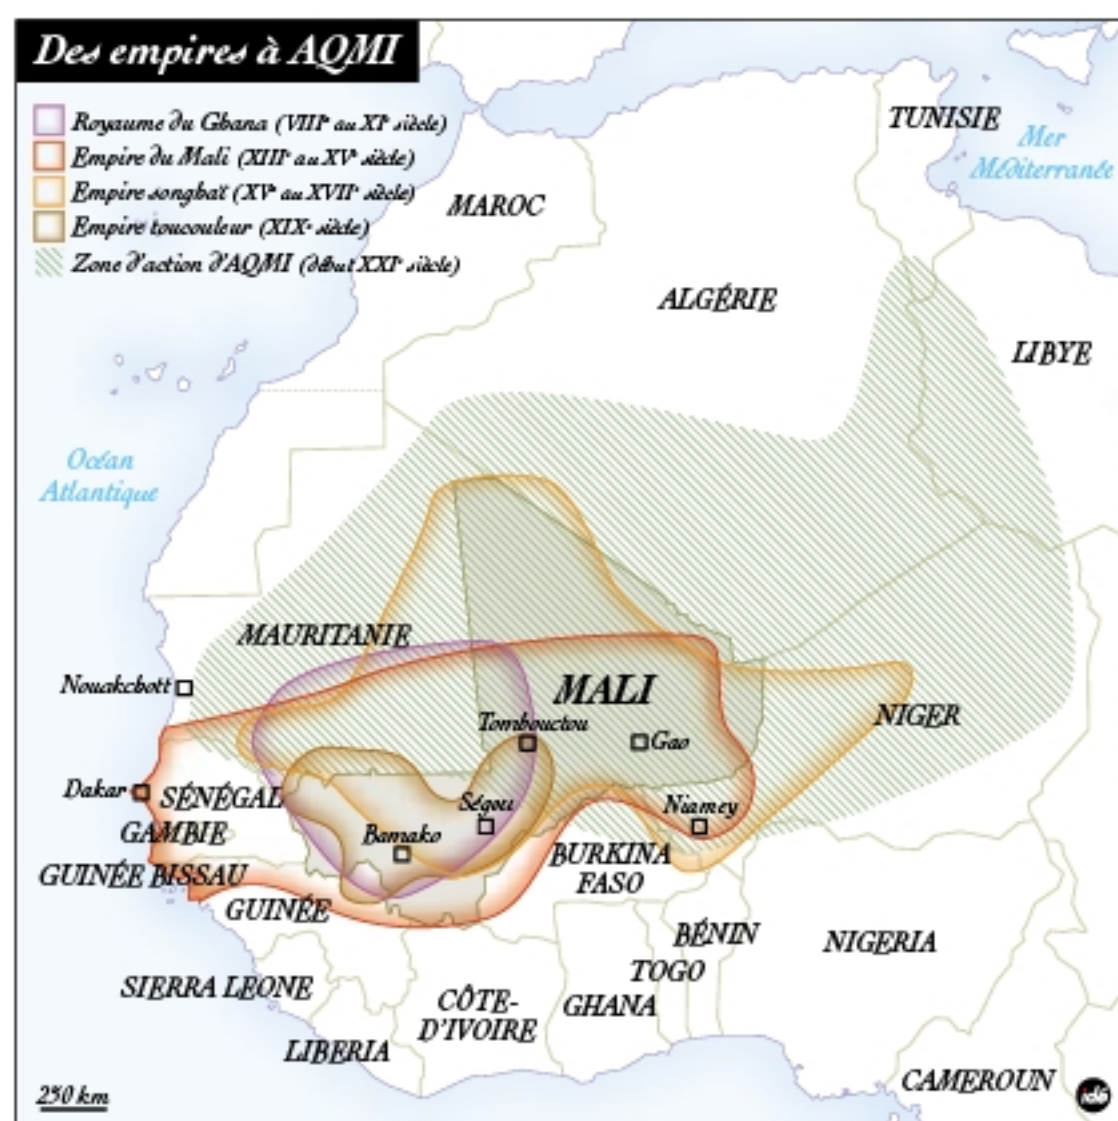 Des empires à AQMI
Royaume du Ghana (VIIIᵉ au XIᵉ siècle)
Empire du Mali (XIIIᵉ au XVᵉ siècle)
Empire songhaï (XVᵉ au XVIIᵉ siècle)
Empire toucouleur (XIXᵉ siècle)
Zone d'action d'AQMI (début XXIᵉ siècle)
TUNISIE
Mer
Méditerranée
MAROC
ALGÉRIE
LIBYE
Océan
Atlantique
MAURITANIE
Nouakchott
MALI
Tombouctou
Gao
NIGER
Dakar
SÉNÉGAL
Ségou
Niamey
GAMBIE
Bamako
GUINÉE BISSAU
BURKINA
FASO
GUINÉE
BÉNIN
NIGERIA
TOGO
SIERRA LEONE
CÔTE-
D'IVOIRE
GHANA
LIBERIA
CAMEROUN
250 km
idé